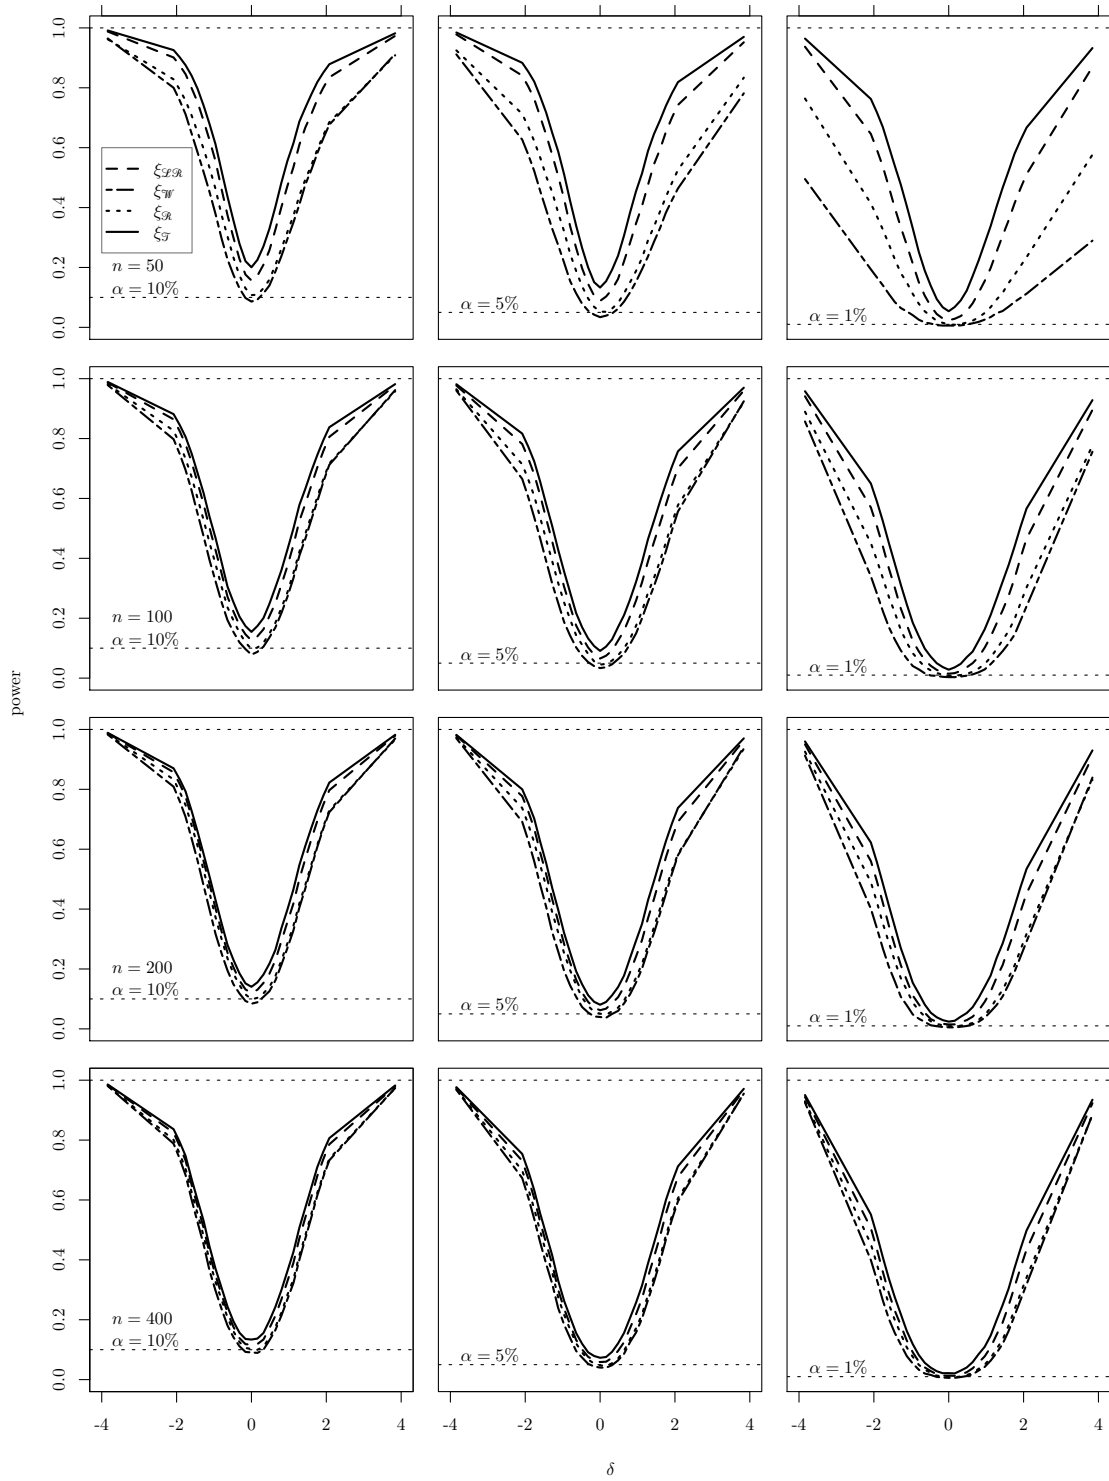 power
1.0
0.8
0.6
0.4
0.2
0.0
ξ𝓛𝓡
ξ𝓦
ξ𝓡
ξ𝓣
n = 50
α = 10%
α = 5%
α = 1%
1.0
0.8
0.6
0.4
0.2
0.0
n = 100
α = 10%
α = 5%
α = 1%
1.0
0.8
0.6
0.4
0.2
0.0
n = 200
α = 10%
α = 5%
α = 1%
1.0
0.8
0.6
0.4
0.2
0.0
n = 400
α = 10%
α = 5%
α = 1%
-4 -2 0 2 4 -4 -2 0 2 4 -4 -2 0 2 4
δ